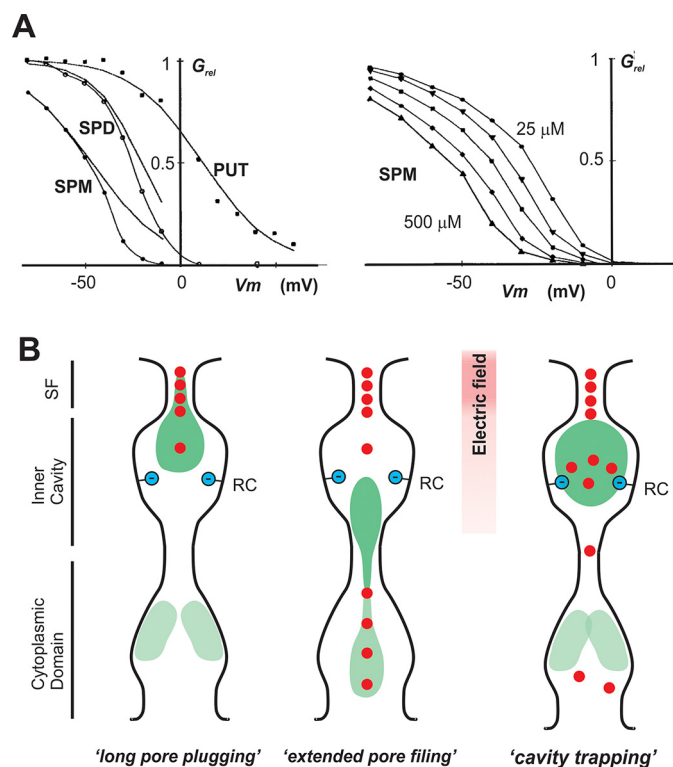 A
1
G rel
SPD
0.5
SPM
PUT
-50
0
Vm (mV)
1
G' rel
25 µM
0.5
SPM
500 µM
-50
0
Vm (mV)
B
SF
Inner
Cavity
Cytoplasmic
Domain
-
-
RC
-
-
RC
Electric field
-
-
RC
‘long pore plugging’
‘extended pore filing’
‘cavity trapping’